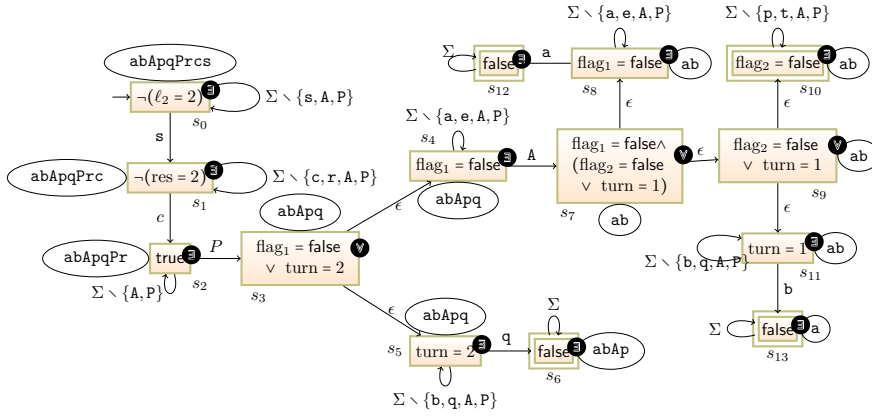 abApqPrcs
¬(ℓ₂ = 2)
∃
Σ ∖ {s, A, P}
s₀
s
abApqPrc
¬(res = 2)
∃
Σ ∖ {c, r, A, P}
s₁
c
abApqPr
true
∃
s₂
Σ ∖ {A, P}
P
abApq
flag₁ = false
∨ turn = 2
∀
s₃
ϵ
ϵ
Σ ∖ {a, e, A, P}
s₄
flag₁ = false
∃
abApq
A
abApq
s₅
turn = 2
∃
Σ ∖ {b, q, A, P}
q
Σ
false
∃
abAp
s₆
flag₁ = false∧
(flag₂ = false
∨ turn = 1)
∀
s₇
ab
ϵ
ϵ
Σ ∖ {a, e, A, P}
flag₁ = false
∃
ab
s₈
a
Σ
false
∃
s₁₂
flag₂ = false
∨ turn = 1
∀
ab
s₉
ϵ
ϵ
Σ ∖ {p, t, A, P}
flag₂ = false
∃
ab
s₁₀
turn = 1
∃
ab
s₁₁
Σ ∖ {b, q, A, P}
b
Σ
false
∃
a
s₁₃